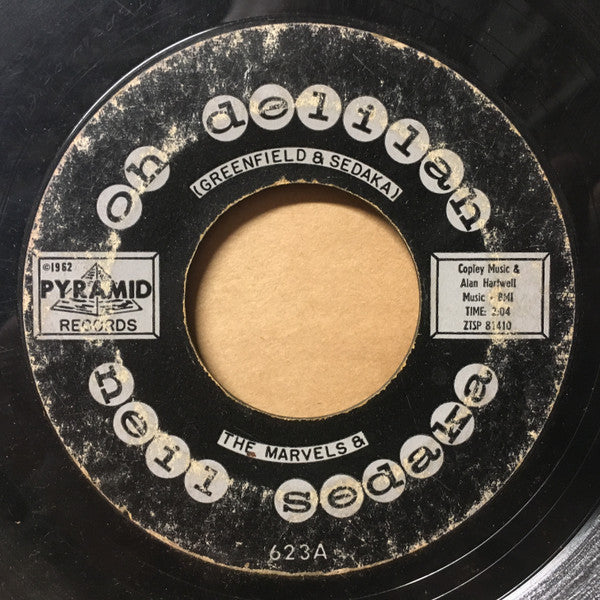 oh delilah
(GREENFIELD & SEDAKA)
©1962
PYRAMID
RECORDS
Copley Music &
Alan Hartwell
Music - BMI
TIME: 2:04
ZTSP 81410
THE MARVELS &
neil sedaka
623A